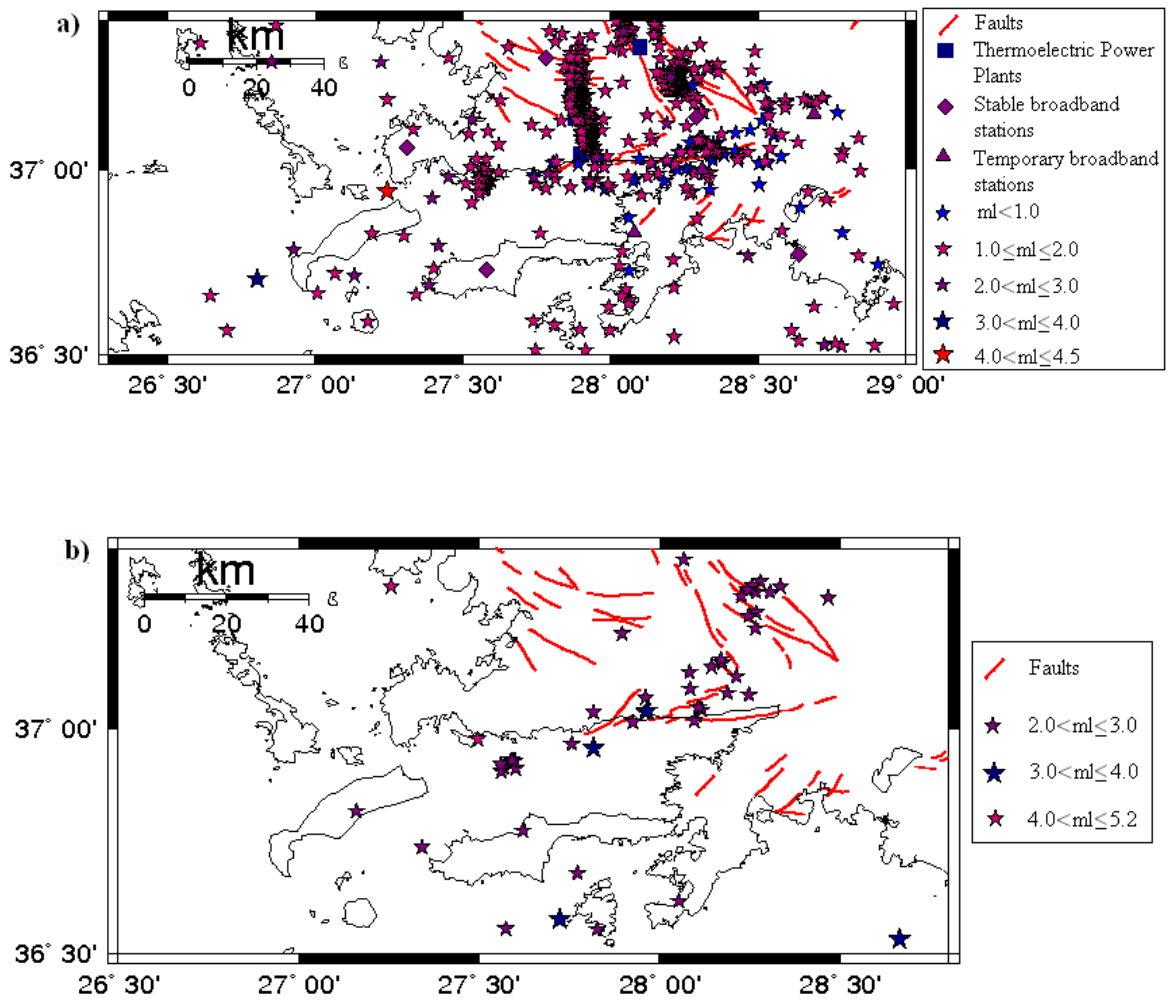 a)
km
0 20 40
37° 00'
36° 30'
26° 30' 27° 00' 27° 30' 28° 00' 28° 30' 29° 00'
Faults
Thermoelectric Power
Plants
Stable broadband
stations
Temporary broadband
stations
ml<1.0
1.0≤ml≤2.0
2.0<ml≤3.0
3.0<ml≤4.0
4.0<ml≤4.5
b)
km
0 20 40
37° 00'
36° 30'
26° 30' 27° 00' 27° 30' 28° 00' 28° 30'
Faults
2.0<ml≤3.0
3.0<ml≤4.0
4.0<ml≤5.2